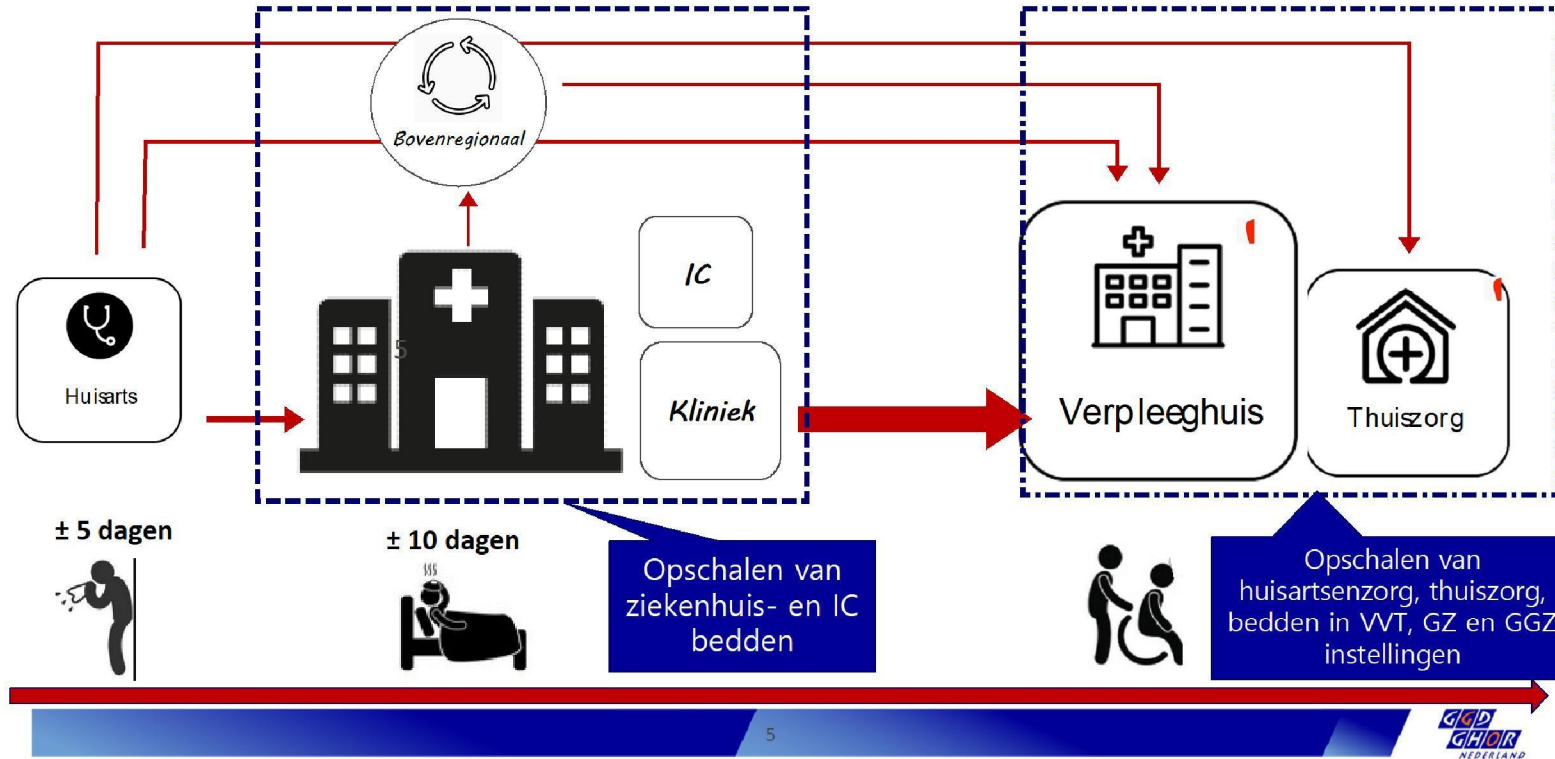 Bovenregionaal
IC
5
Huisarts
Kliniek
Verpleeghuis
Thuiszorg
± 5 dagen
± 10 dagen
Opschalen van
ziekenhuis- en IC
bedden
Opschalen van
huisartsenzorg, thuiszorg,
bedden in VVT, GZ en GGZ
instellingen
5
GGD
GHOR
NEDERLAND